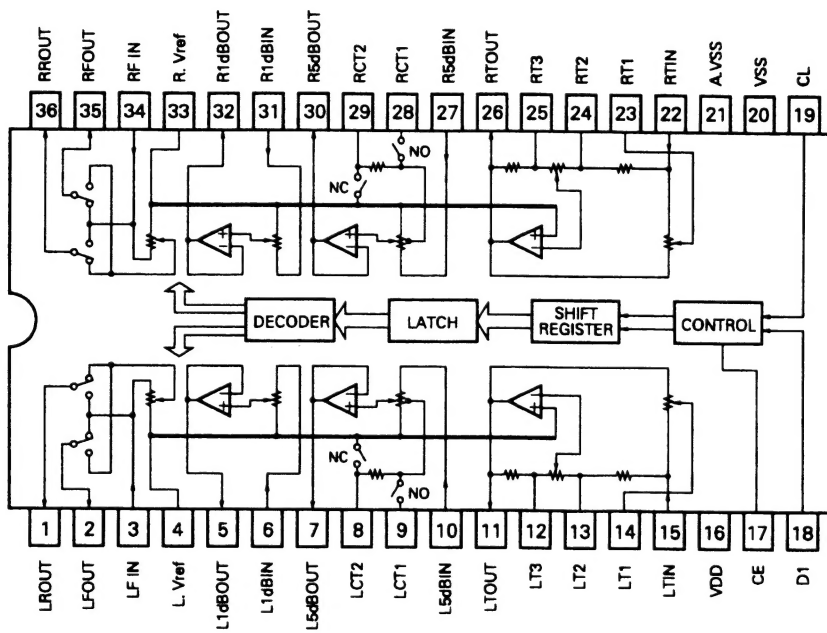 RROUT RFOUT RF IN R. Vref R1dBOUT R1dBIN R5dBOUT RCT2 RCT1 R5dBIN RTOUT RT3 RT2 RT1 RTIN A.VSS VSS CL
36 35 34 33 32 31 30 29 28 27 26 25 24 23 22 21 20 19
NO
NC
+ − + − + −
DECODER LATCH SHIFT REGISTER CONTROL
− + − + − +
NC
NO
1 2 3 4 5 6 7 8 9 10 11 12 13 14 15 16 17 18
LROUT LFOUT LF IN L. Vref L1dBOUT L1dBIN L5dBOUT LCT2 LCT1 L5dBIN LTOUT LT3 LT2 LT1 LTIN VDD CE D1